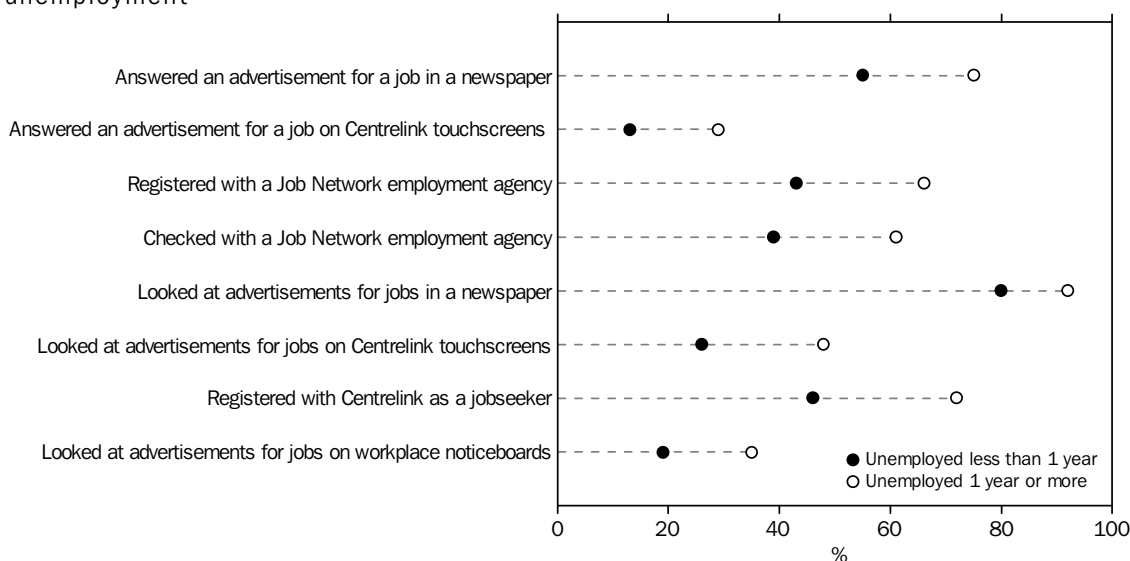 unemployment
Answered an advertisement for a job in a newspaper
Answered an advertisement for a job on Centrelink touchscreens
Registered with a Job Network employment agency
Checked with a Job Network employment agency
Looked at advertisements for jobs in a newspaper
Looked at advertisements for jobs on Centrelink touchscreens
Registered with Centrelink as a jobseeker
Looked at advertisements for jobs on workplace noticeboards
Unemployed less than 1 year
Unemployed 1 year or more
0 20 40 60 80 100
%